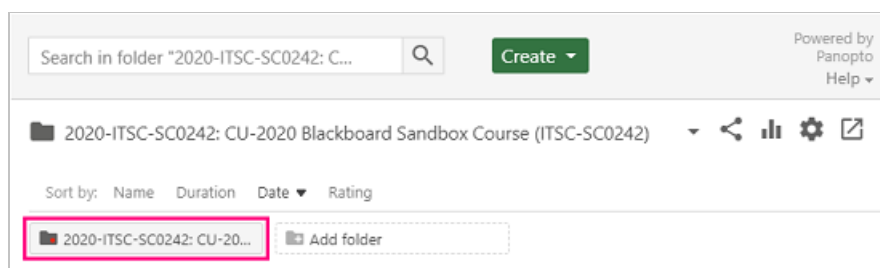 Search in folder "2020-ITSC-SC0242: C...
Create
Powered by
Panopto
Help
2020-ITSC-SC0242: CU-2020 Blackboard Sandbox Course (ITSC-SC0242)
Sort by: Name Duration Date Rating
2020-ITSC-SC0242: CU-20...
Add folder